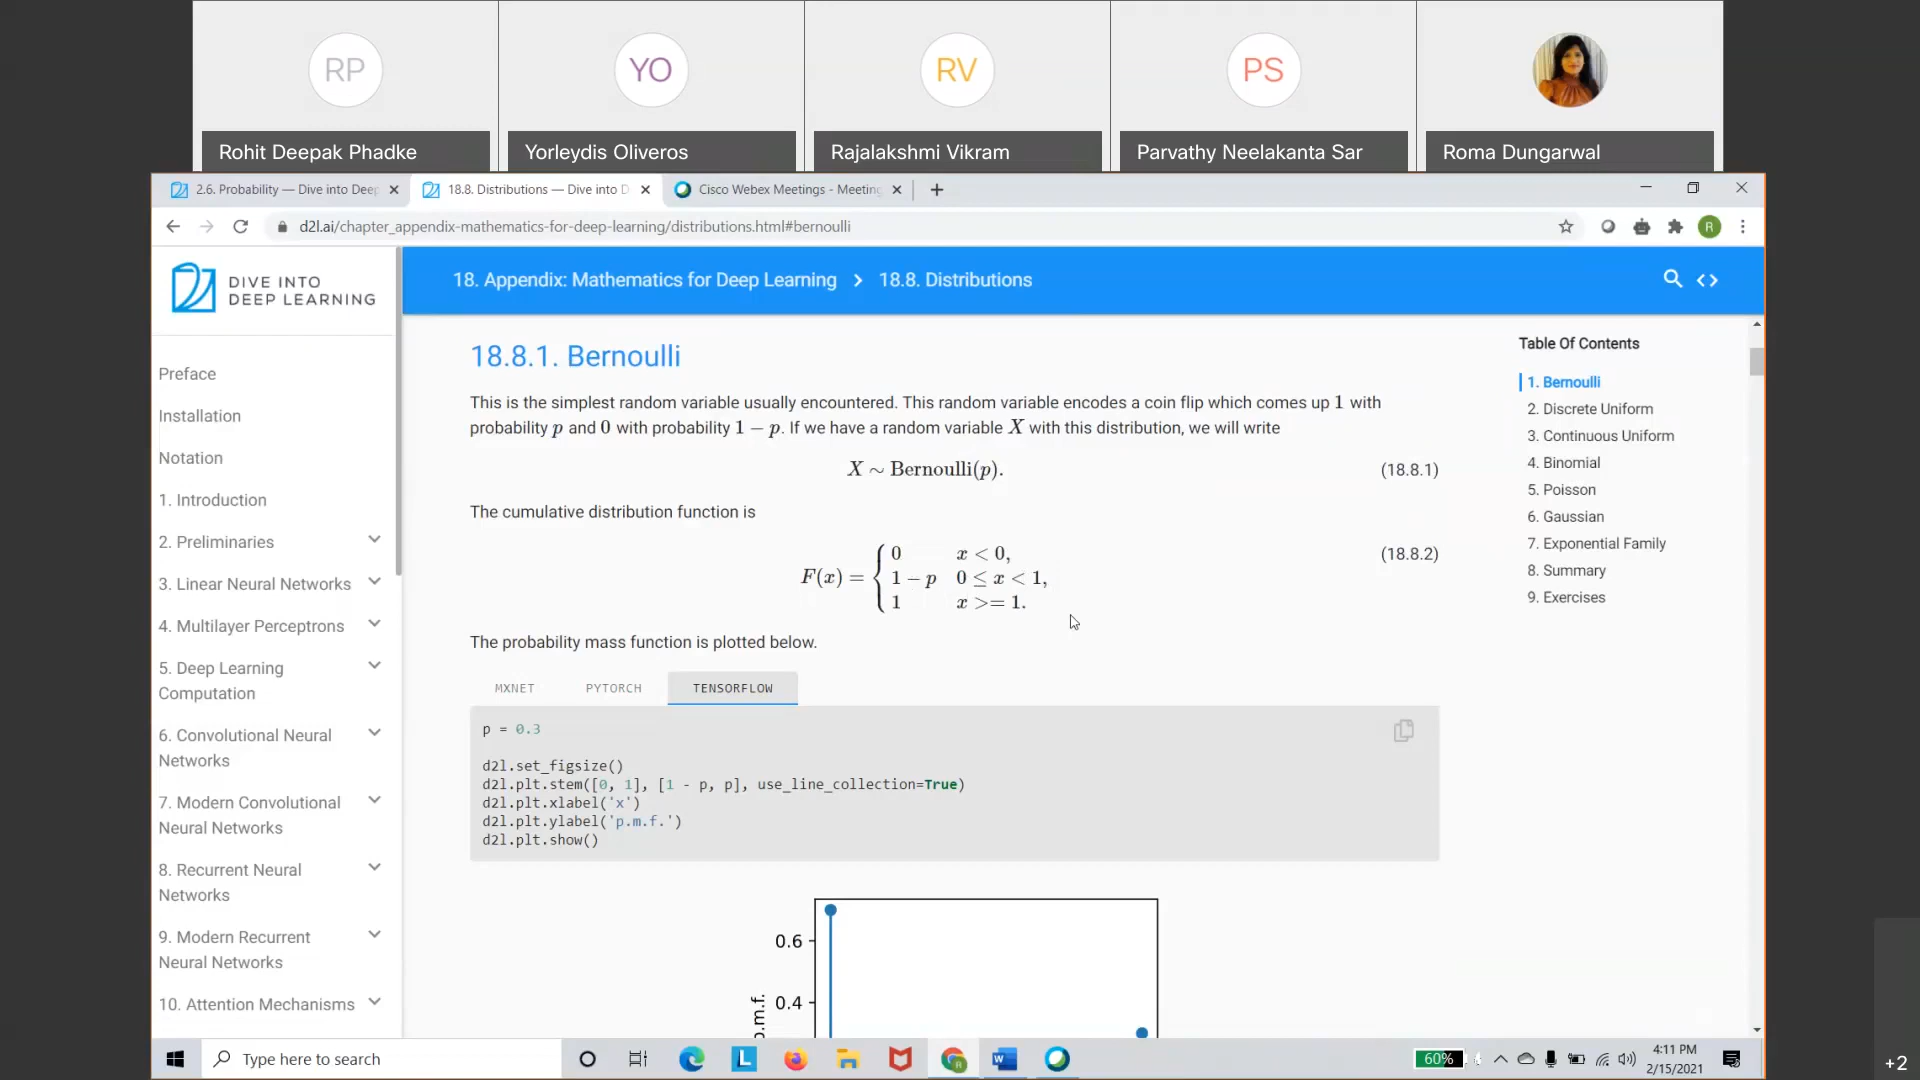 RP
YO
RV
PS
Rohit Deepak Phadke
Yorleydis Oliveros
Rajalakshmi Vikram
Parvathy Neelakanta Sar
Roma Dungarwal
2.6. Probability — Dive into Deep
18.8. Distributions — Dive into D
Cisco Webex Meetings - Meeting
d2l.ai/chapter_appendix-mathematics-for-deep-learning/distributions.html#bernoulli
R
DIVE INTO
DEEP LEARNING
18. Appendix: Mathematics for Deep Learning > 18.8. Distributions
Preface
Installation
Notation
1. Introduction
2. Preliminaries
3. Linear Neural Networks
4. Multilayer Perceptrons
5. Deep Learning
Computation
6. Convolutional Neural
Networks
7. Modern Convolutional
Neural Networks
8. Recurrent Neural
Networks
9. Modern Recurrent
Neural Networks
10. Attention Mechanisms
18.8.1. Bernoulli
This is the simplest random variable usually encountered. This random variable encodes a coin flip which comes up 1 with
probability p and 0 with probability 1 − p. If we have a random variable X with this distribution, we will write
X ∼ Bernoulli(p). (18.8.1)
The cumulative distribution function is
0 x < 0, (18.8.2)
F(x) = { 1 − p 0 ≤ x < 1,
1 x >= 1.
The probability mass function is plotted below.
MXNET PYTORCH TENSORFLOW
p = 0.3
d2l.set_figsize()
d2l.plt.stem([0, 1], [1 - p, p], use_line_collection=True)
d2l.plt.xlabel('x')
d2l.plt.ylabel('p.m.f.')
d2l.plt.show()
0.6
0.4
p.m.f.
Table Of Contents
1. Bernoulli
2. Discrete Uniform
3. Continuous Uniform
4. Binomial
5. Poisson
6. Gaussian
7. Exponential Family
8. Summary
9. Exercises
Type here to search
L
W
60%
4:11 PM
2/15/2021
+2